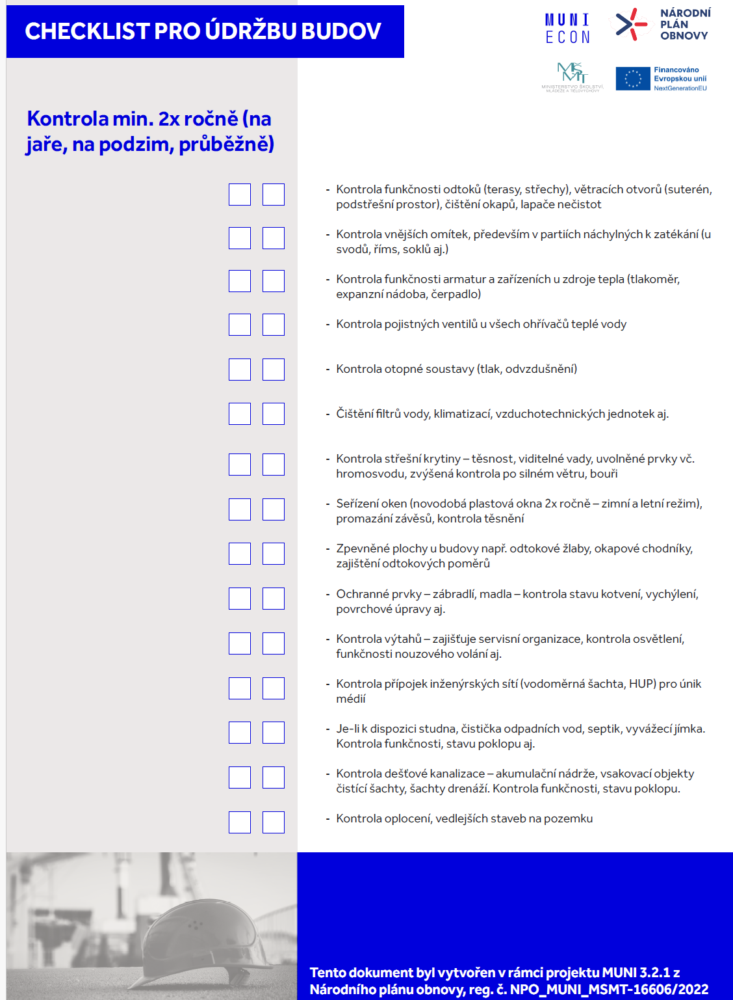 CHECKLIST PRO ÚDRŽBU BUDOV
MUNI
ECON
NÁRODNÍ
PLÁN
OBNOVY
MŠMT
MINISTERSTVO ŠKOLSTVÍ,
MLÁDEŽE A TĚLOVÝCHOVY
Financováno
Evropskou unií
NextGenerationEU
Kontrola min. 2x ročně (na
jaře, na podzim, průběžně)
- Kontrola funkčnosti odtoků (terasy, střechy), větracích otvorů (suterén,
podstřešní prostor), čištění okapů, lapače nečistot
- Kontrola vnějších omítek, především v partiích náchylných k zatékání (u
svodů, říms, soklů aj.)
- Kontrola funkčnosti armatur a zařízeních u zdroje tepla (tlakoměr,
expanzní nádoba, čerpadlo)
- Kontrola pojistných ventilů u všech ohřívačů teplé vody
- Kontrola otopné soustavy (tlak, odvzdušnění)
- Čištění filtrů vody, klimatizací, vzduchotechnických jednotek aj.
- Kontrola střešní krytiny – těsnost, viditelné vady, uvolněné prvky vč.
hromosvodu, zvýšená kontrola po silném větru, bouři
- Seřízení oken (novodobá plastová okna 2x ročně – zimní a letní režim),
promazání závěsů, kontrola těsnění
- Zpevněné plochy u budovy např. odtokové žlaby, okapové chodníky,
zajištění odtokových poměrů
- Ochranné prvky – zábradlí, madla – kontrola stavu kotvení, vychýlení,
povrchové úpravy aj.
- Kontrola výtahů – zajišťuje servisní organizace, kontrola osvětlení,
funkčnosti nouzového volání aj.
- Kontrola přípojek inženýrských sítí (vodoměrná šachta, HUP) pro únik
médií
- Je-li k dispozici studna, čistička odpadních vod, septik, vyvážecí jímka.
Kontrola funkčnosti, stavu poklopu aj.
- Kontrola dešťové kanalizace – akumulační nádrže, vsakovací objekty
čistící šachty, šachty drenáží. Kontrola funkčnosti, stavu poklopu.
- Kontrola oplocení, vedlejších staveb na pozemku
Tento dokument byl vytvořen v rámci projektu MUNI 3.2.1 z
Národního plánu obnovy, reg. č. NPO_MUNI_MSMT-16606/2022